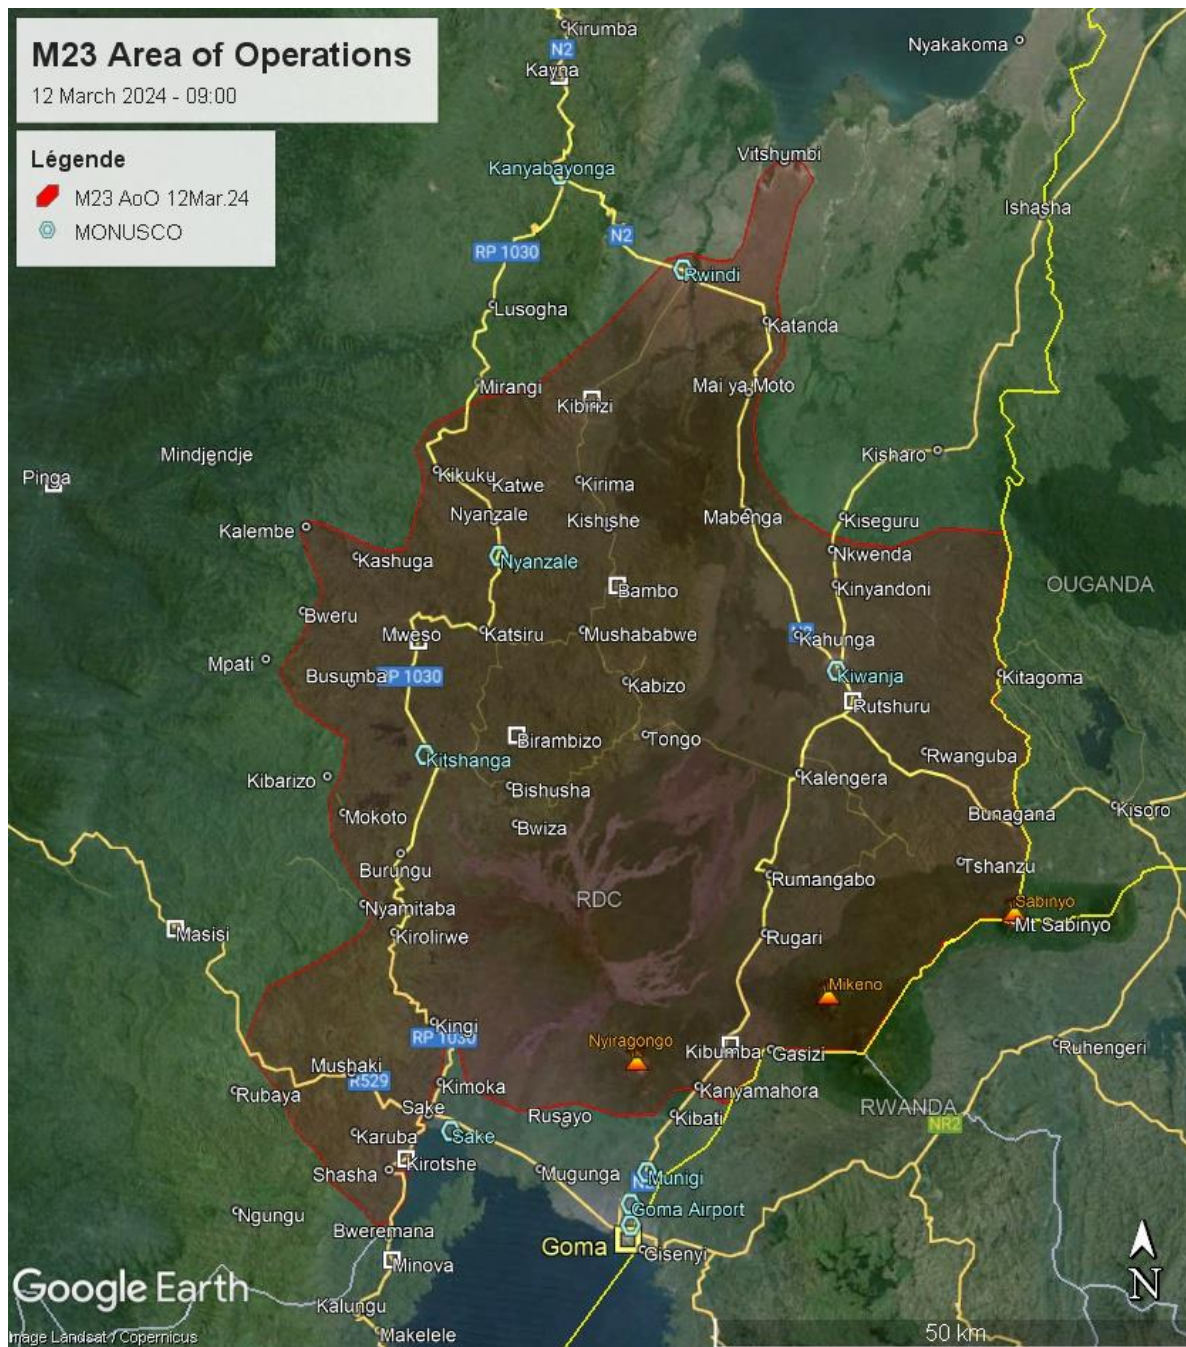 M23 Area of Operations
12 March 2024 - 09:00
Légende
M23 AoO 12Mar.24
MONUSCO
Kirumba
N2
Kayna
Nyakakoma
Kanyabayonga
Vitshumbi
Ishasha
N2
RP 1030
Rwindi
Lusogha
Katanda
Mirangi
Mai ya Moto
Kibirizi
Mindjendje
Kisharo
Pinga
Kikuku
Katwe
Kirima
Nyanzale
Kishishe
Mabenga
Kiseguru
Kalembe
Kashuga
Nyanzale
Nkwenda
Bambo
Kinyandoni
OUGANDA
Bweru
Mweso
Katsiru
Mushababwe
N2
Kahunga
Mpati
Busumba
RP 1030
Kabizo
Kiwanja
Kitagoma
Rutshuru
Birambizo
Tongo
Kitshanga
Rwanguba
Kibarizo
Bishusha
Kalengera
Mokoto
Bwiza
Bunagana
Kisoro
Burungu
Tshanzu
Rumangabo
RDC
Nyamitaba
Sabinyo
Mt Sabinyo
Masisi
Kirolirwe
Rugari
Mikeno
Kingi
RP 1030
Nyiragongo
Kibumba
Gasizi
Ruhengeri
Mushaki
R529
Kimoka
Rubaya
Kanyamahora
Sake
Rusayo
Kibati
RWANDA
NR2
Karuba
Sake
Kirotshe
Shasha
Mugunga
Munigi
N2
Ngungu
Goma Airport
Bweremana
Goma
Gisenyi
Minova
Google Earth
Kalungu
Makelele
Image Landsat / Copernicus
50 km
N